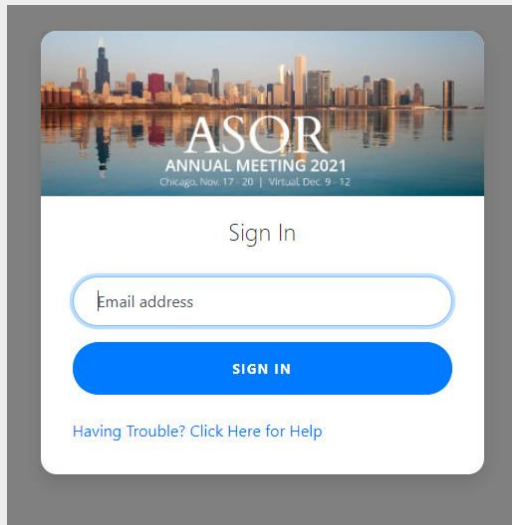 ASOR
ANNUAL MEETING 2021
Chicago, Nov. 17 - 20 | Virtual, Dec. 9 - 12
Sign In
Email address
SIGN IN
Having Trouble? Click Here for Help